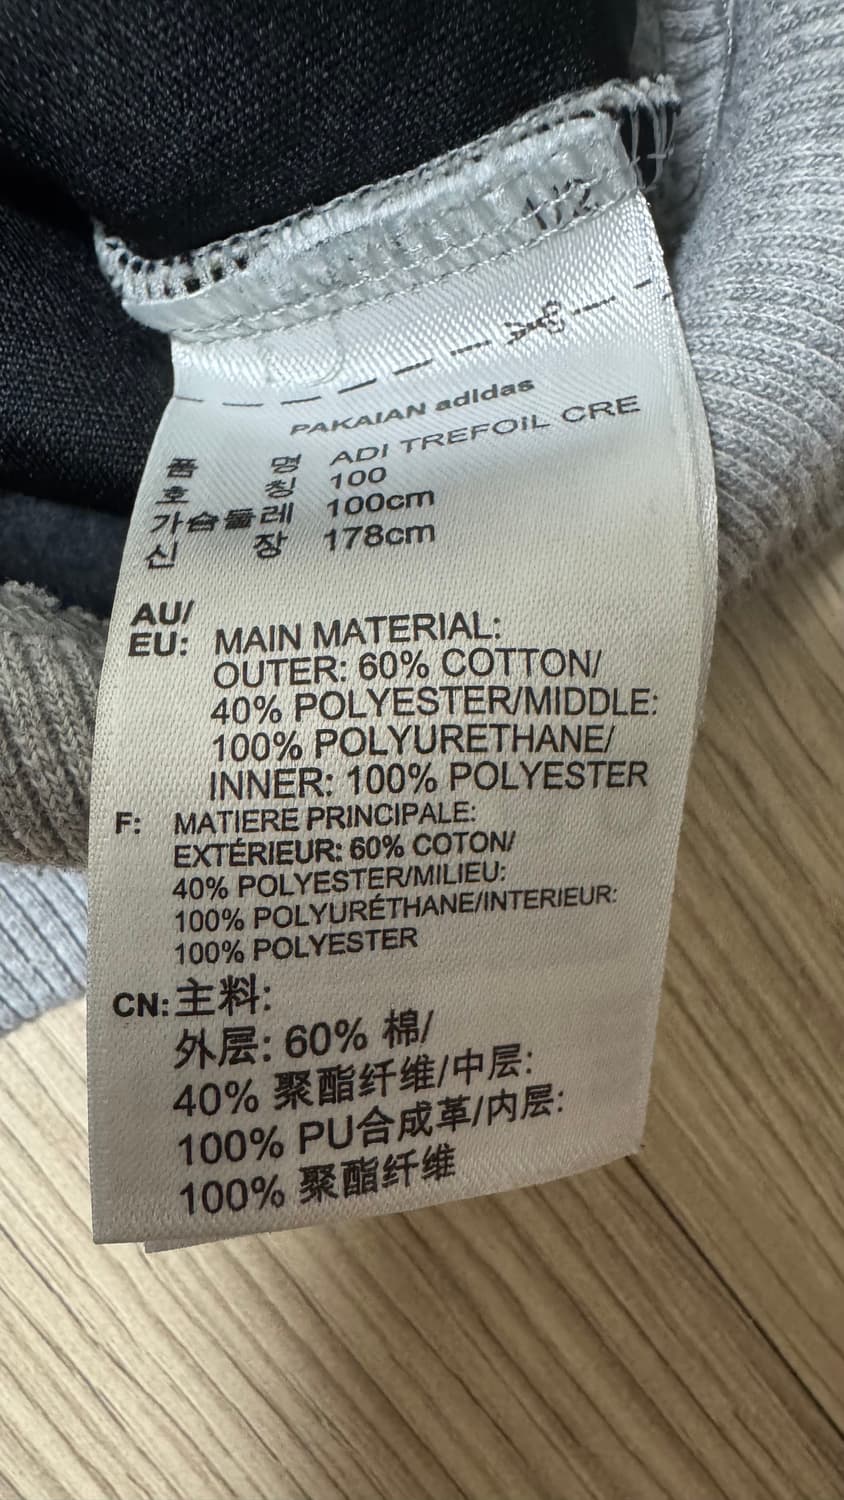 1/2
PAKAIAN adidas
품 명 ADI TREFOIL CRE
호 칭 100
가슴둘레 100cm
신 장 178cm
AU/
EU: MAIN MATERIAL:
OUTER: 60% COTTON/
40% POLYESTER/MIDDLE:
100% POLYURETHANE/
INNER: 100% POLYESTER
F: MATIERE PRINCIPALE:
EXTÉRIEUR: 60% COTON/
40% POLYESTER/MILIEU:
100% POLYURÉTHANE/INTERIEUR:
100% POLYESTER
CN: 主料:
外层: 60% 棉/
40% 聚酯纤维/中层:
100% PU合成革/内层:
100% 聚酯纤维